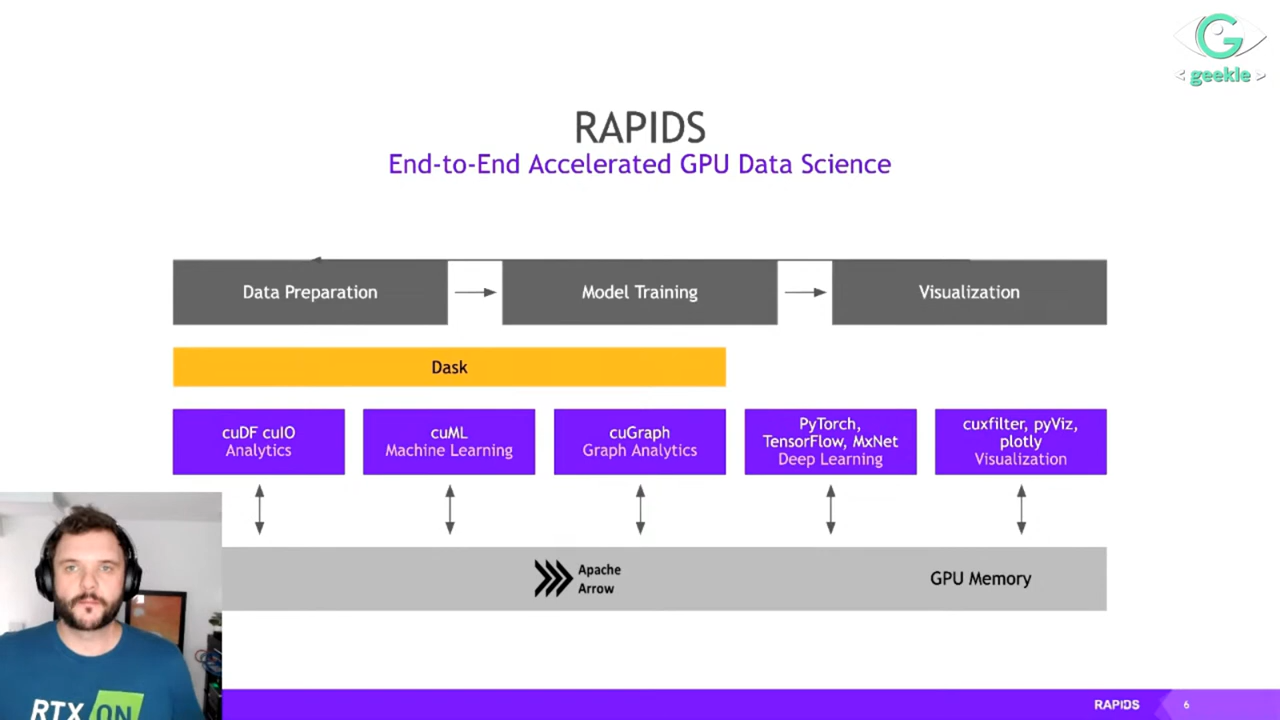 G
< geekle >
RAPIDS
End-to-End Accelerated GPU Data Science
Data Preparation
Model Training
Visualization
Dask
cuDF cuIO
Analytics
cuML
Machine Learning
cuGraph
Graph Analytics
PyTorch,
TensorFlow, MxNet
Deep Learning
cuxfilter, pyViz,
plotly
Visualization
Apache
Arrow
GPU Memory
RTX ON
RAPIDS
6